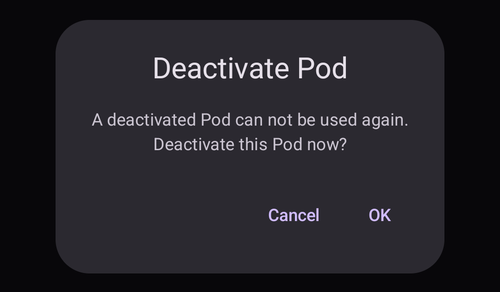 Deactivate Pod
A deactivated Pod can not be used again.
Deactivate this Pod now?
Cancel OK